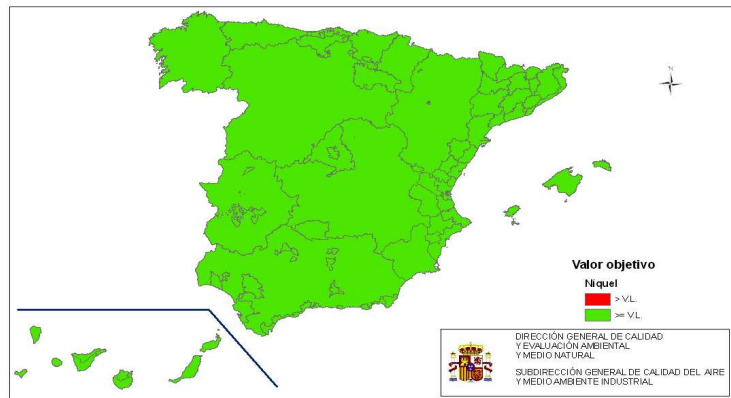 N
Valor objetivo
Níquel
> V.L.
>= V.L.
DIRECCIÓN GENERAL DE CALIDAD
Y EVALUACIÓN AMBIENTAL
Y MEDIO NATURAL
SUBDIRECCIÓN GENERAL DE CALIDAD DEL AIRE
Y MEDIO AMBIENTE INDUSTRIAL